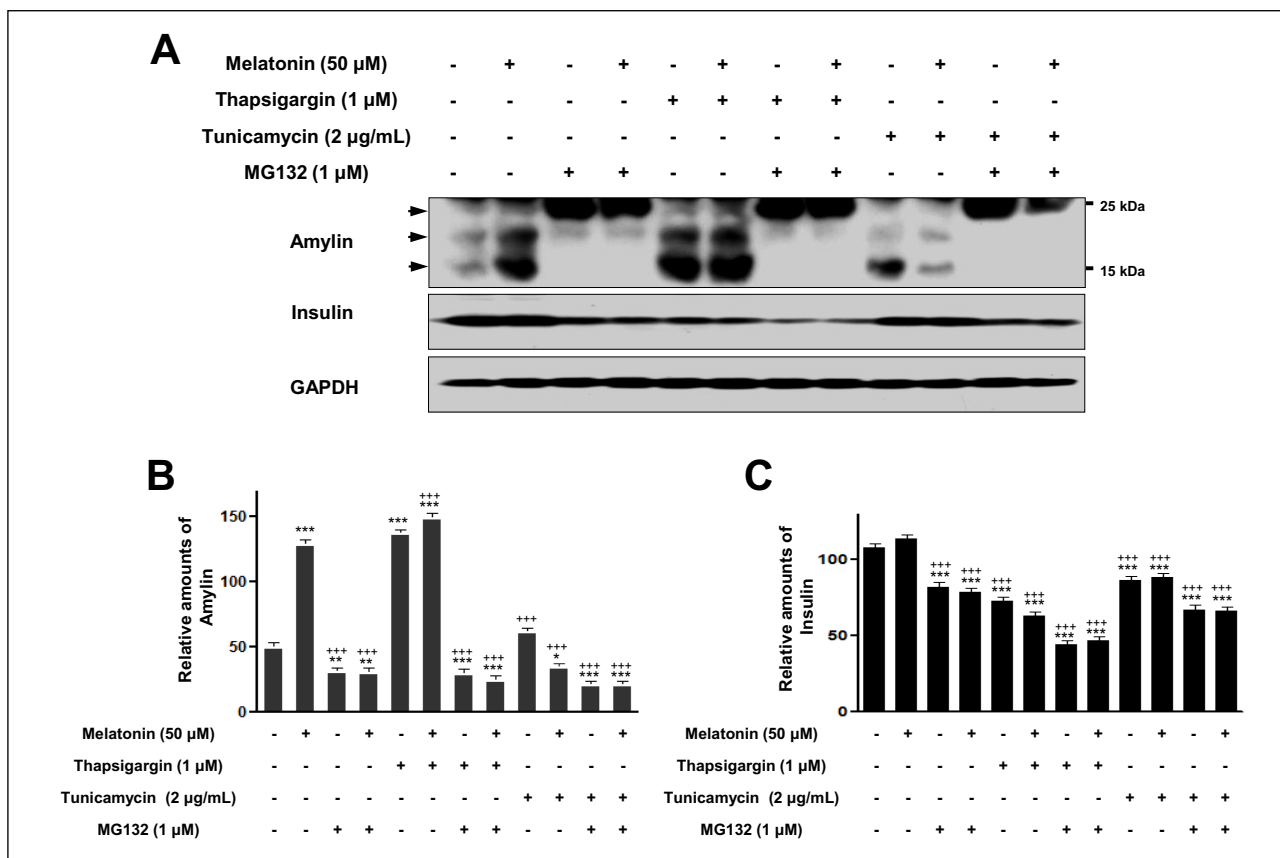 A
Melatonin (50 µM) - + - + - + - + - + - +
Thapsigargin (1 µM) - - - - + + + + - - - -
Tunicamycin (2 µg/mL) - - - - - - - - + + + +
MG132 (1 µM) - - + + - - + + - - + +
25 kDa
Amylin
15 kDa
Insulin
GAPDH
B
Relative amounts of
Amylin
150
100
50
0
***
+++
**
+++
**
***
+++
***
+++
***
+++
***
+++
+++
*
+++
***
+++
***
Melatonin (50 µM) - + - + - + - + - + - +
Thapsigargin (1 µM) - - - - + + + + - - - -
Tunicamycin (2 µg/mL) - - - - - - - - + + + +
MG132 (1 µM) - - + + - - + + - - + +
C
Relative amounts of
Insulin
100
50
0
+++
***
+++
***
+++
***
+++
***
+++
***
+++
***
+++
***
+++
***
+++
***
+++
***
Melatonin (50 µM) - + - + - + - + - + - +
Thapsigargin (1 µM) - - - - + + + + - - - -
Tunicamycin (2 µg/mL) - - - - - - - - + + + +
MG132 (1 µM) - - + + - - + + - - + +